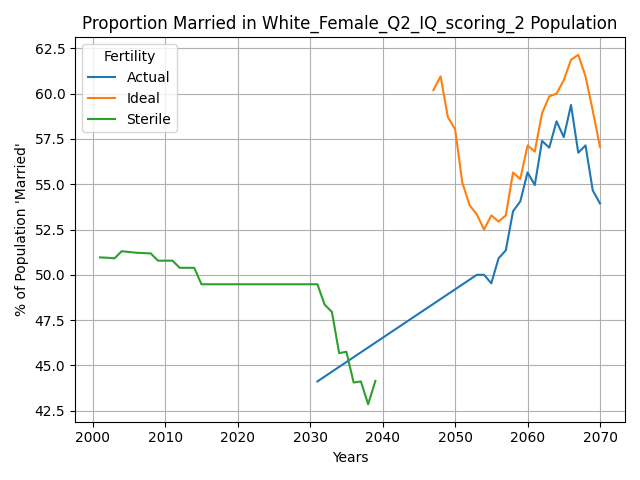 Proportion Married in White_Female_Q2_IQ_scoring_2 Population
Fertility
Actual
Ideal
Sterile
% of Population 'Married'
62.5
60.0
57.5
55.0
52.5
50.0
47.5
45.0
42.5
2000 2010 2020 2030 2040 2050 2060 2070
Years